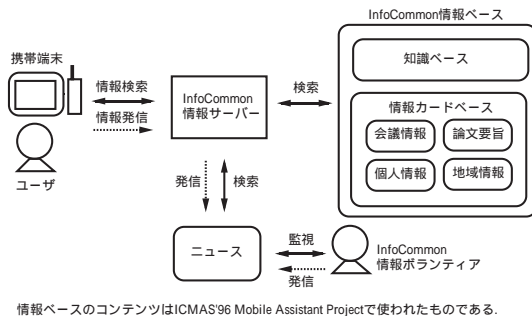 InfoCommon情報ベース
携帯端末
知識ベース
情報検索
InfoCommon
情報サーバー
検索
情報発信
情報カードベース
会議情報
論文要旨
個人情報
地域情報
ユーザ
発信
検索
ニュース
監視
InfoCommon
情報ボランティア
発信
情報ベースのコンテンツはICMAS'96 Mobile Assistant Projectで使われたものである.